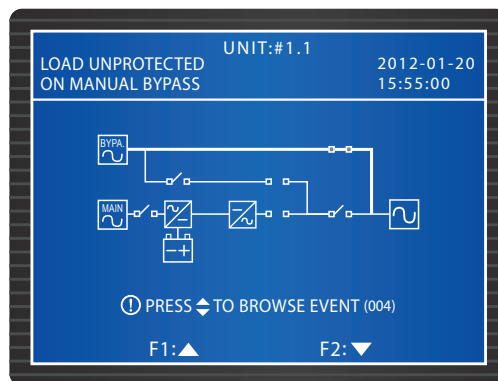 UNIT:#1.1
LOAD UNPROTECTED
ON MANUAL BYPASS
2012-01-20
15:55:00
BYPA.
MAIN
PRESS TO BROWSE EVENT (004)
F1:
F2: